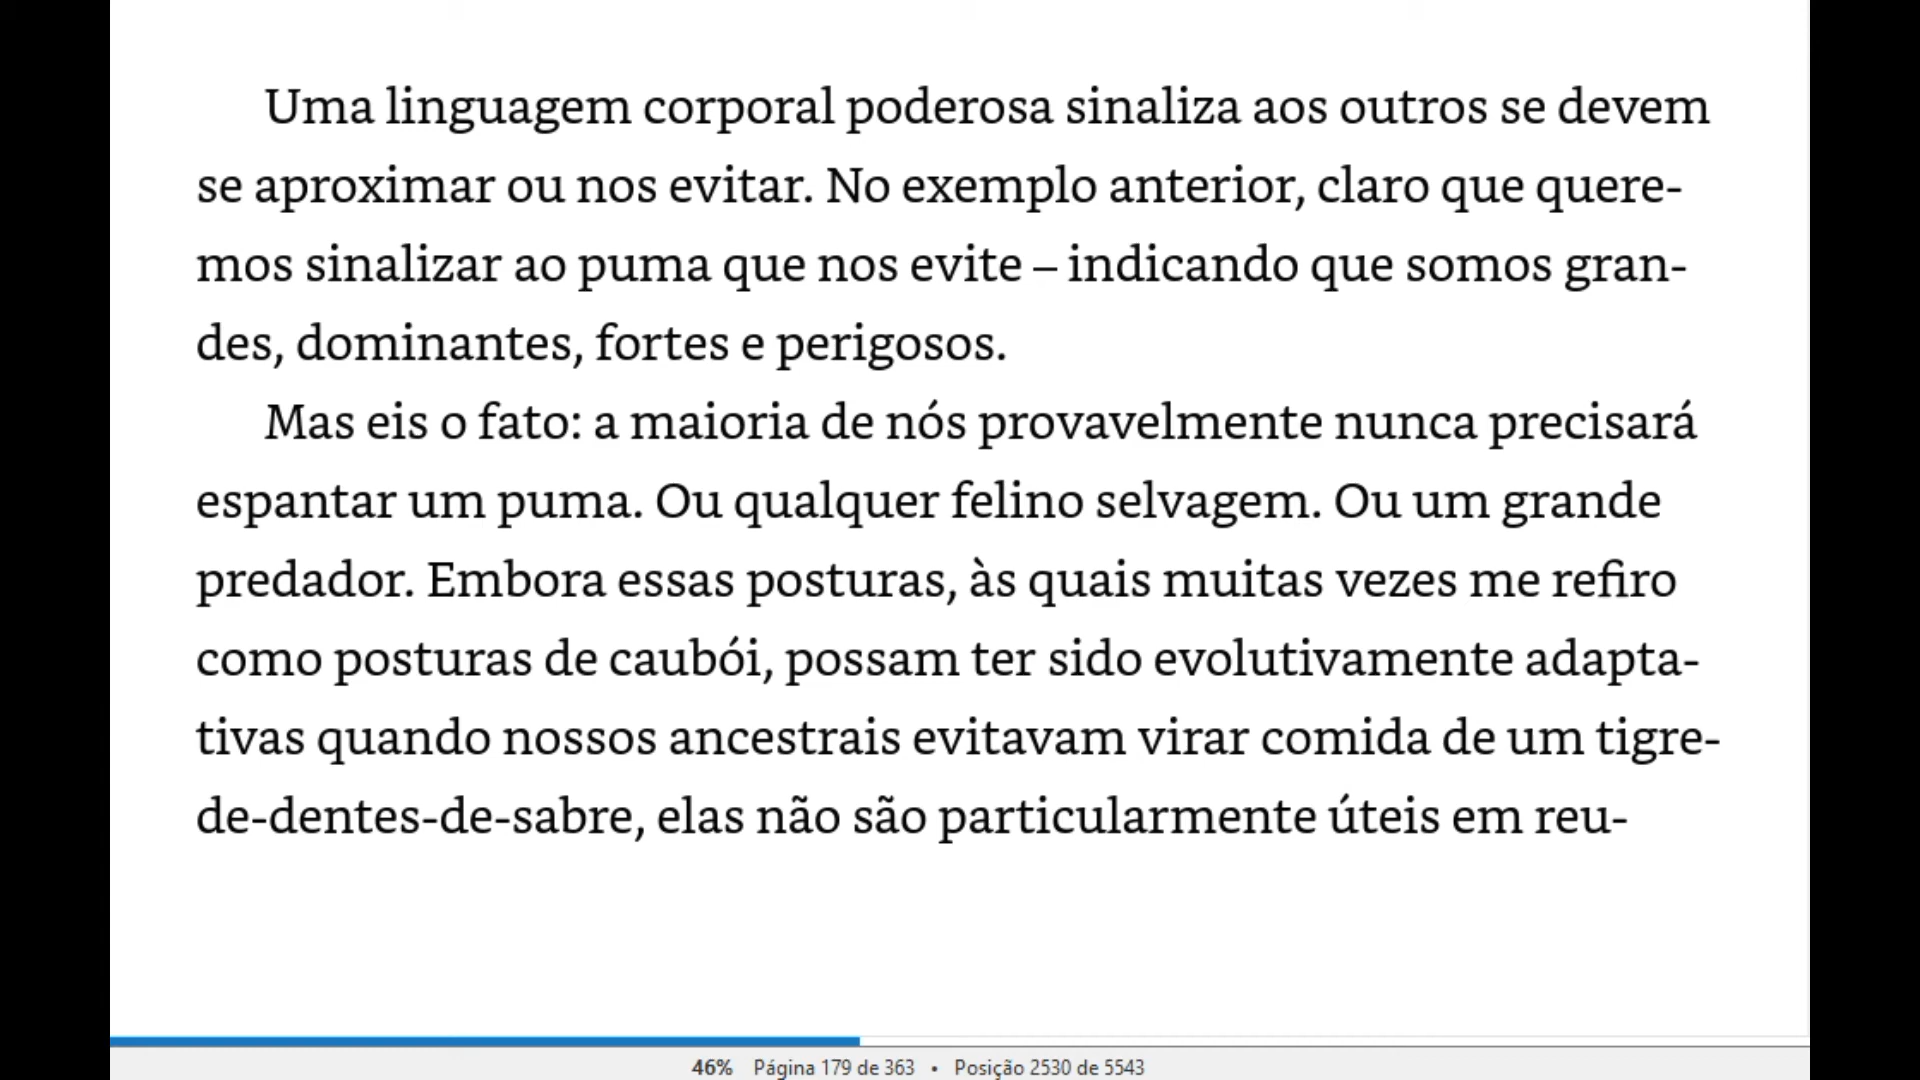 Uma linguagem corporal poderosa sinaliza aos outros se devem
se aproximar ou nos evitar. No exemplo anterior, claro que quere-
mos sinalizar ao puma que nos evite – indicando que somos gran-
des, dominantes, fortes e perigosos.
Mas eis o fato: a maioria de nós provavelmente nunca precisará
espantar um puma. Ou qualquer felino selvagem. Ou um grande
predador. Embora essas posturas, às quais muitas vezes me refiro
como posturas de caubói, possam ter sido evolutivamente adapta-
tivas quando nossos ancestrais evitavam virar comida de um tigre-
de-dentes-de-sabre, elas não são particularmente úteis em reu-
46% Página 179 de 363 • Posição 2530 de 5543